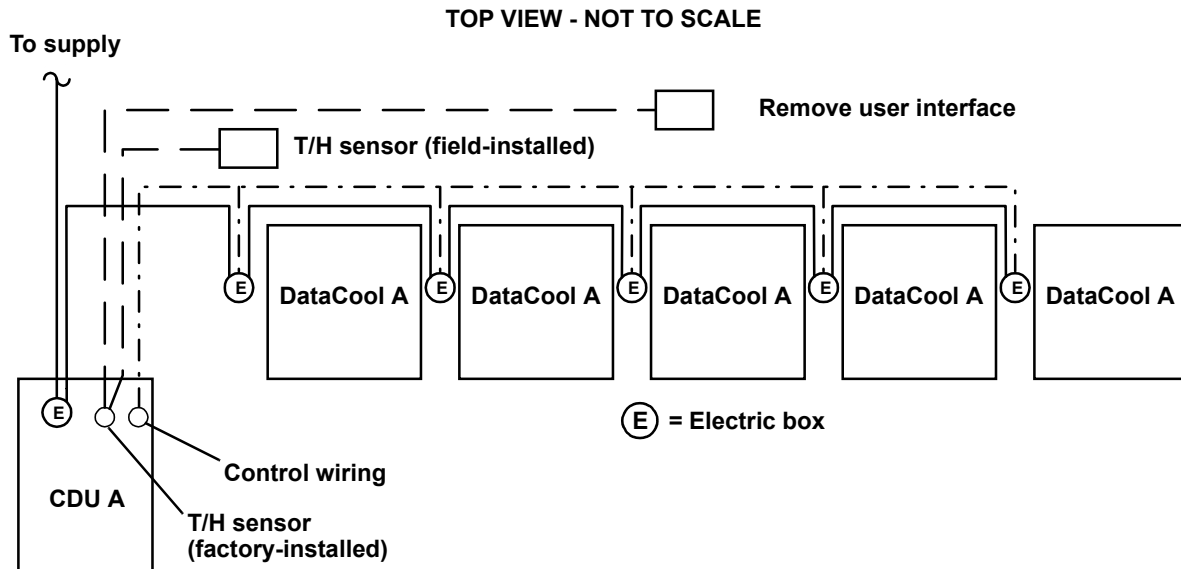 TOP VIEW - NOT TO SCALE
To supply
Remove user interface
T/H sensor (field-installed)
E
E
E
E
E
DataCool A
DataCool A
DataCool A
DataCool A
DataCool A
E
E = Electric box
Control wiring
CDU A
T/H sensor
(factory-installed)